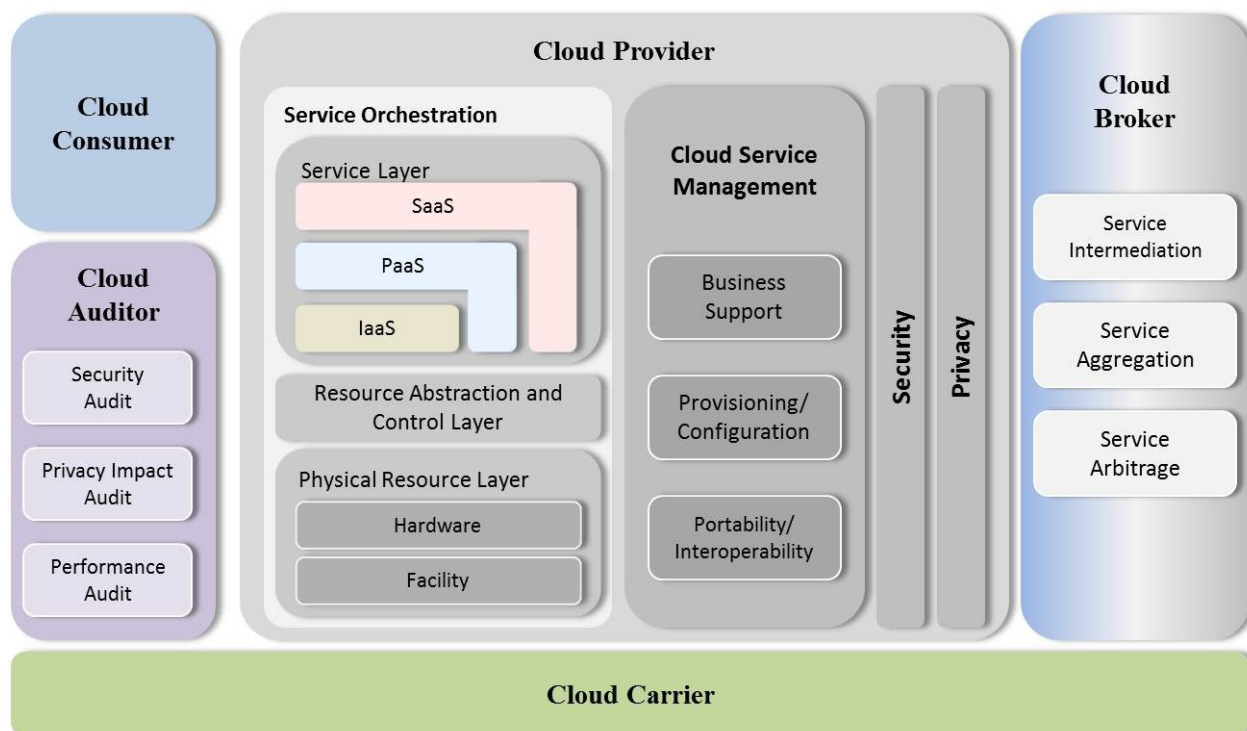 Cloud
Consumer
Cloud
Auditor
Security
Audit
Privacy Impact
Audit
Performance
Audit
Cloud Provider
Service Orchestration
Service Layer
SaaS
PaaS
IaaS
Resource Abstraction and
Control Layer
Physical Resource Layer
Hardware
Facility
Cloud Service
Management
Business
Support
Provisioning/
Configuration
Portability/
Interoperability
Security
Privacy
Cloud
Broker
Service
Intermediation
Service
Aggregation
Service
Arbitrage
Cloud Carrier